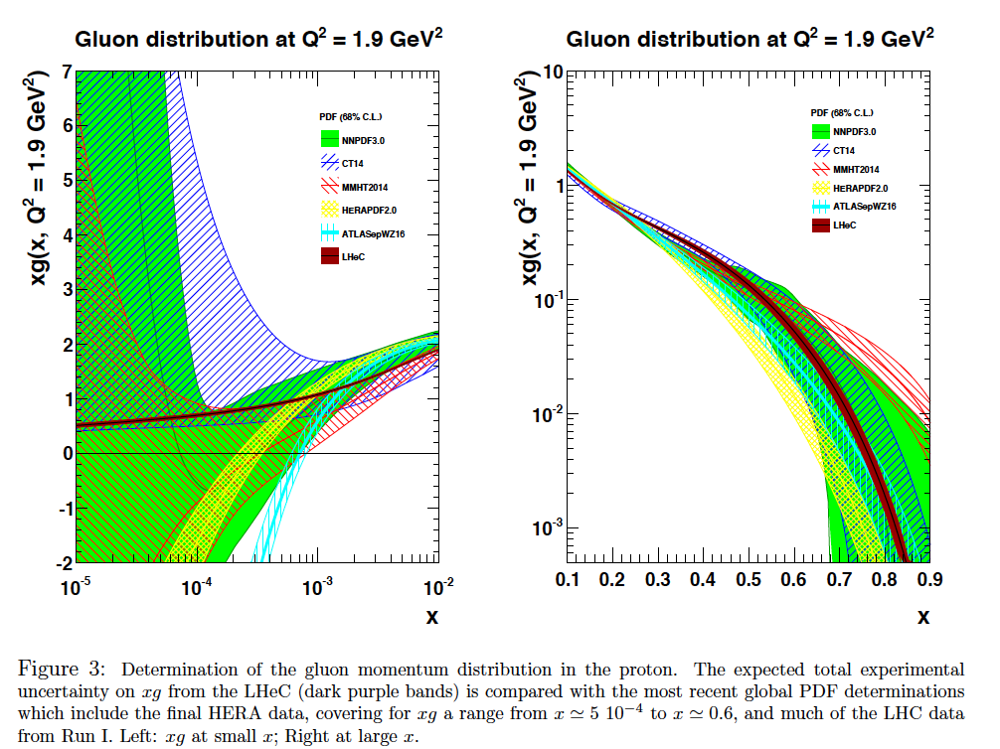 Gluon distribution at Q² = 1.9 GeV²
xg(x, Q² = 1.9 GeV²)
7
6
5
4
3
2
1
0
-1
-2
PDF (68% C.L.)
NNPDF3.0
CT14
MMHT2014
HERAPDF2.0
ATLASepWZ16
LHeC
10⁻⁵ 10⁻⁴ 10⁻³ 10⁻²
x
Gluon distribution at Q² = 1.9 GeV²
xg(x, Q² = 1.9 GeV²)
10
1
10⁻¹
10⁻²
10⁻³
PDF (68% C.L.)
NNPDF3.0
CT14
MMHT2014
HERAPDF2.0
ATLASepWZ16
LHeC
0.1 0.2 0.3 0.4 0.5 0.6 0.7 0.8 0.9
x
Figure 3: Determination of the gluon momentum distribution in the proton. The expected total experimental
uncertainty on xg from the LHeC (dark purple bands) is compared with the most recent global PDF determinations
which include the final HERA data, covering for xg a range from x ≃ 5 10⁻⁴ to x ≃ 0.6, and much of the LHC data
from Run I. Left: xg at small x; Right at large x.